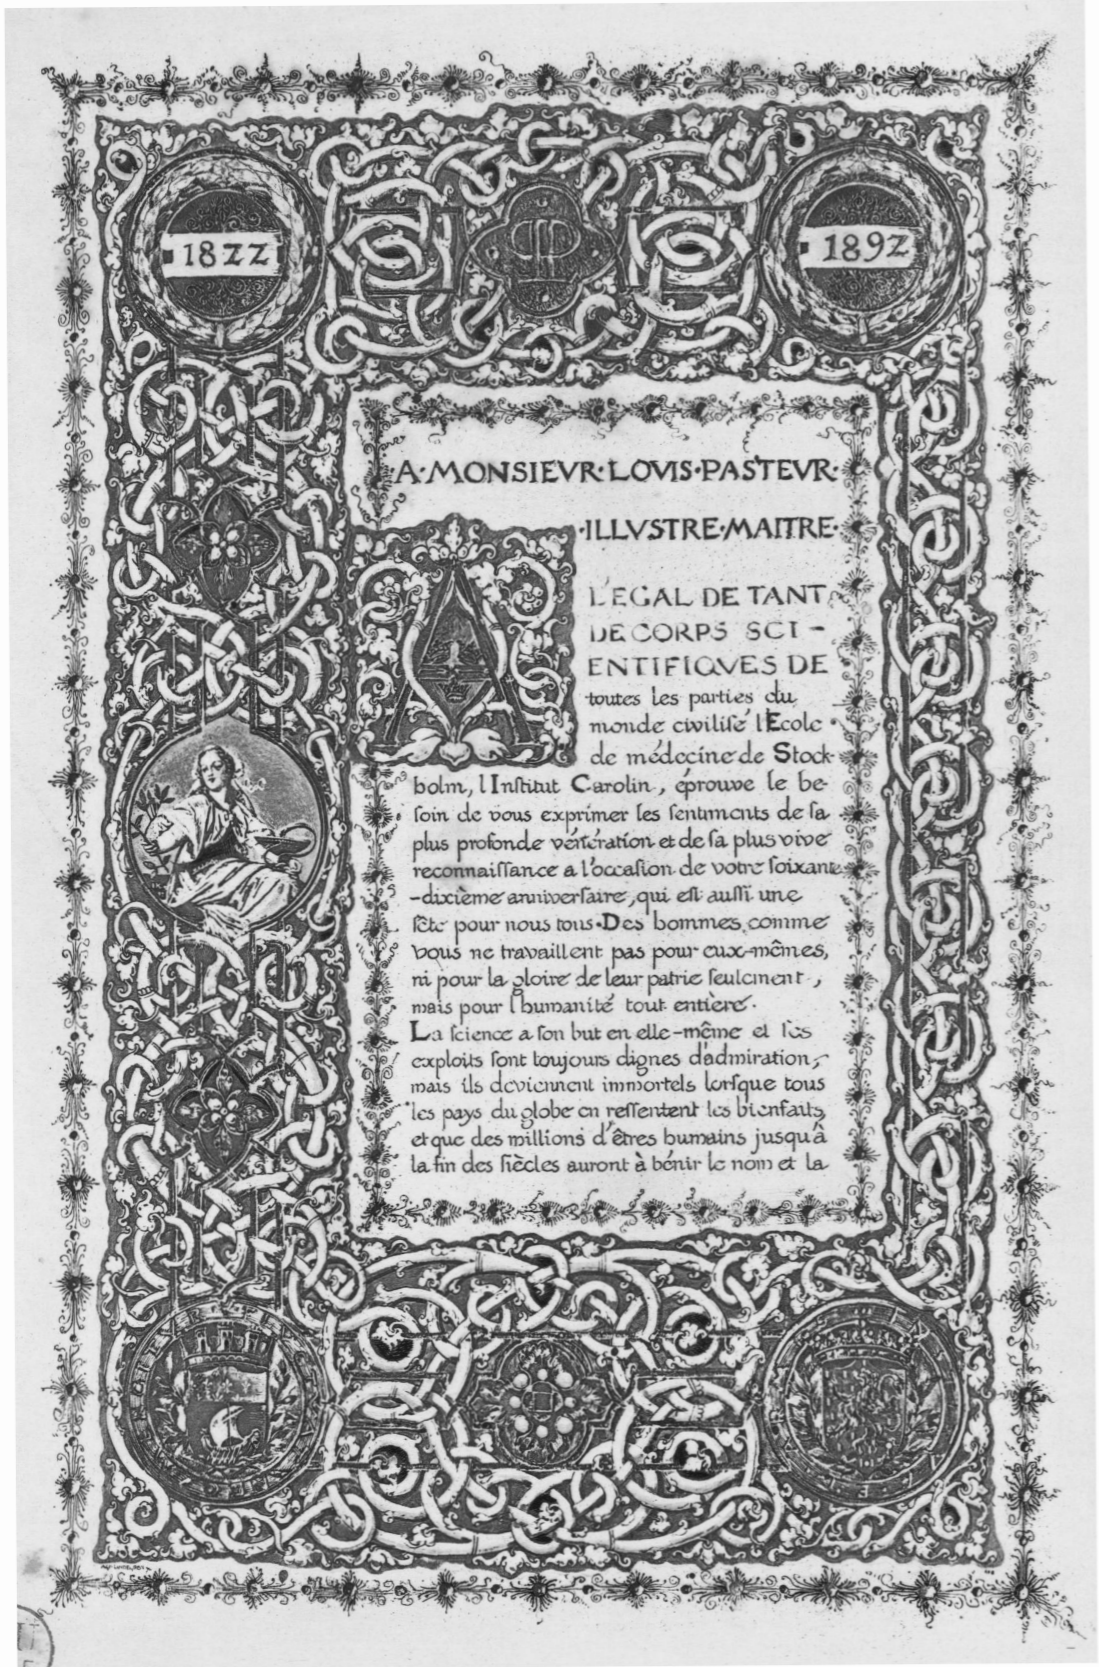 1822
1892
·A·MONSIEVR·LOVIS·PASTEVR·
·ILLVSTRE·MAITRE·
A L'EGAL DE TANT
DE CORPS SCI-
ENTIFIQVES DE
toutes les parties du
monde civilisé l'Ecole
de médecine de Stock-
holm, l'Institut Carolin, éprouve le be-
soin de vous exprimer les sentiments de sa
plus profonde vénération et de sa plus vive
reconnaissance a l'occasion de votre soixante
-dixième anniversaire, qui est aussi une
fête pour nous tous·Des hommes comme
vous ne travaillent pas pour eux-mêmes,
ni pour la gloire de leur patrie seulement,
mais pour l'humanité tout entière.
La science a son but en elle-même et ses
exploits sont toujours dignes d'admiration,
mais ils deviennent immortels lorsque tous
les pays du globe en ressentent les bienfaits,
et que des millions d'êtres humains jusqu'à
la fin des siècles auront à bénir le nom et la